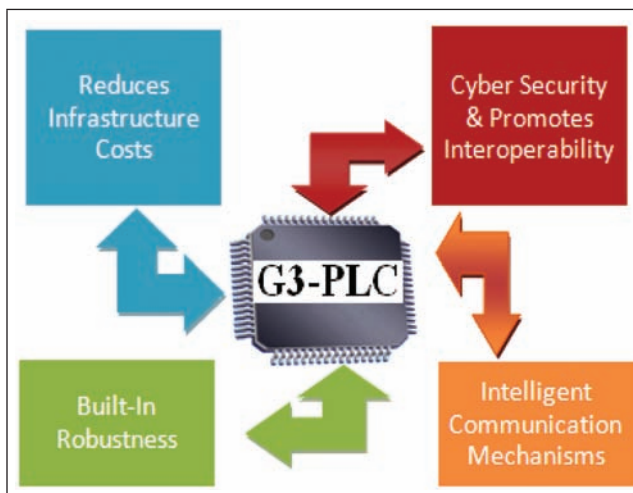 Reduces
Infrastructure
Costs
Cyber Security
& Promotes
Interoperability
G3-PLC
Built-In
Robustness
Intelligent
Communication
Mechanisms